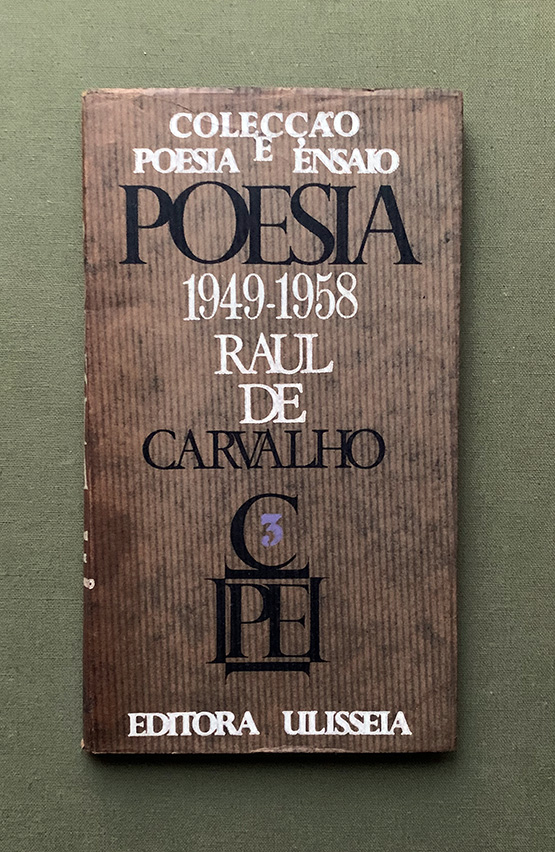 COLECÇÃO
POESIA E ENSAIO
POESIA
1949-1958
RAUL
DE
CARVALHO
C
3
PE
EDITORA ULISSEIA